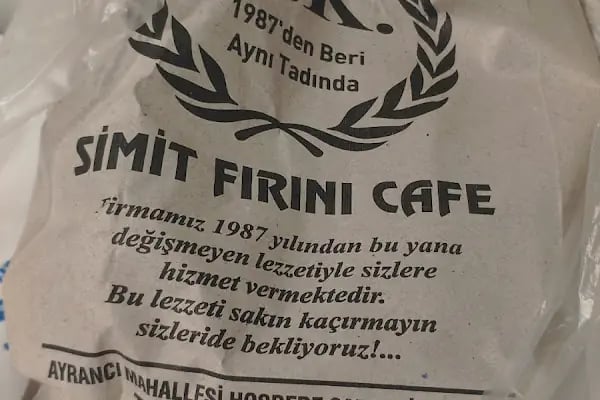 K.
1987'den Beri
Aynı Tadında
SİMİT FIRINI CAFE
Firmamız 1987 yılından bu yana
değişmeyen lezzetiyle sizlere
hizmet vermektedir.
Bu lezzeti sakın kaçırmayın
sizleride bekliyoruz!...
AYRANCI MAHALLESİ HOŞDERE